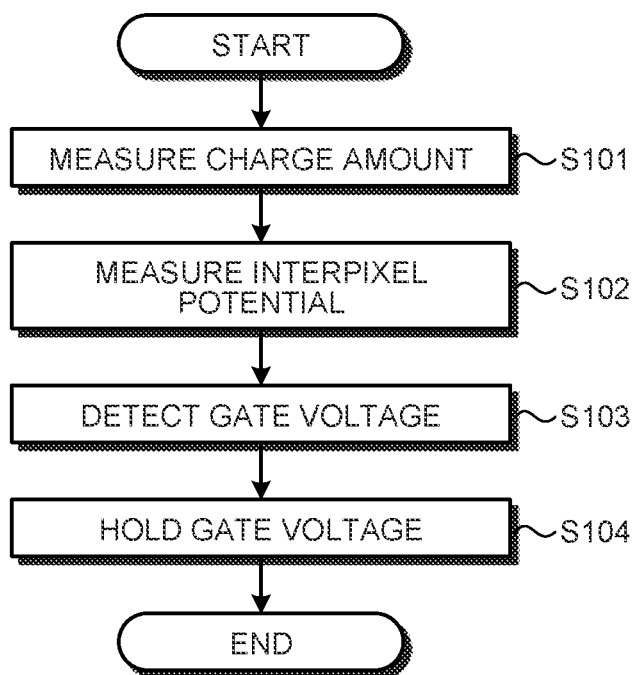 START
MEASURE CHARGE AMOUNT
S101
MEASURE INTERPIXEL
POTENTIAL
S102
DETECT GATE VOLTAGE
S103
HOLD GATE VOLTAGE
S104
END